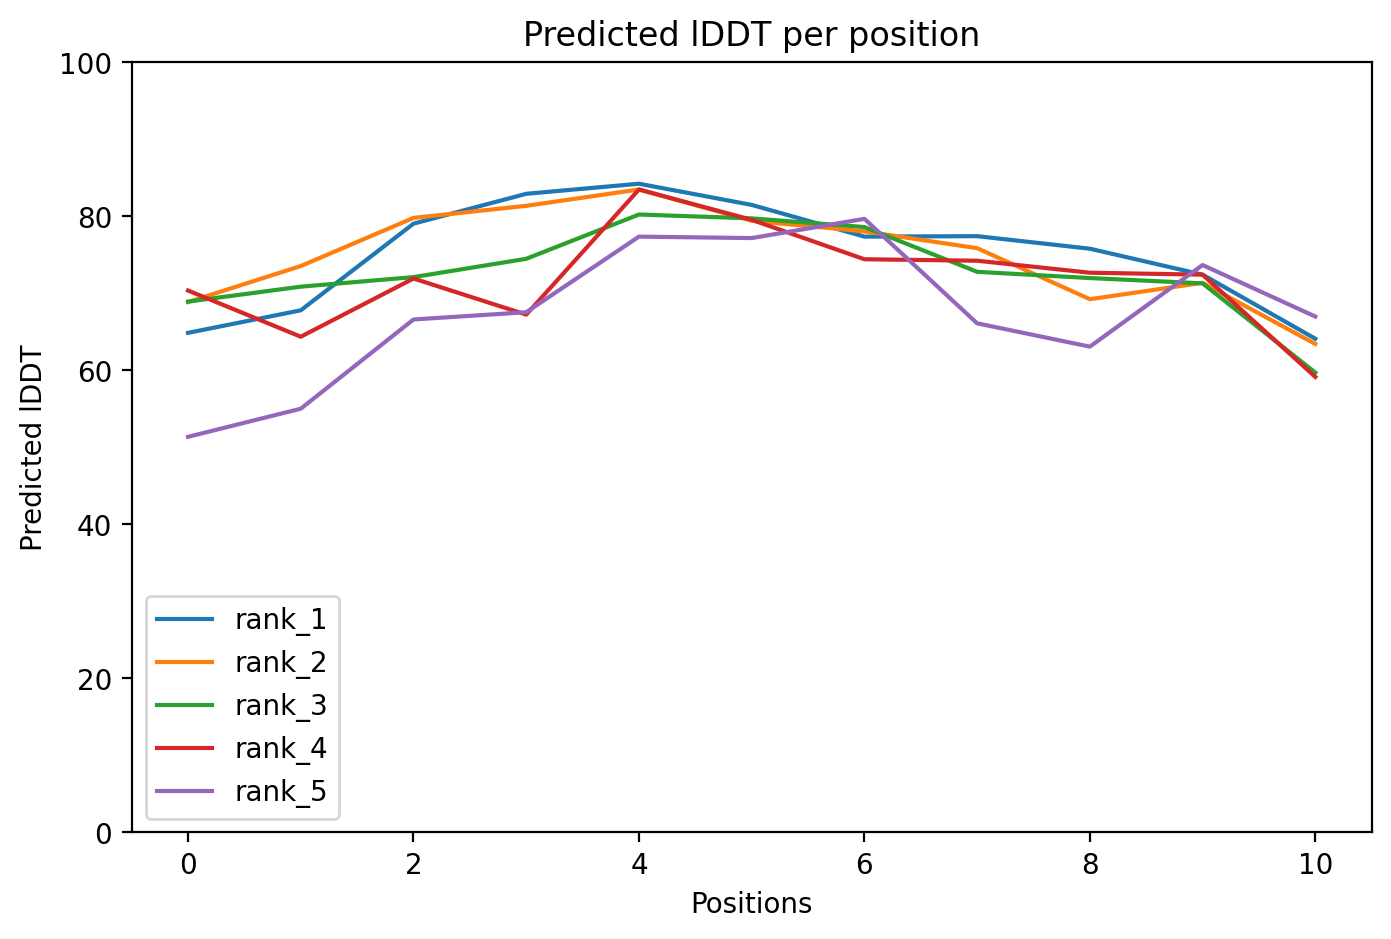 Predicted lDDT per position
100
80
60
40
20
0
Predicted lDDT
rank_1
rank_2
rank_3
rank_4
rank_5
0 2 4 6 8 10
Positions